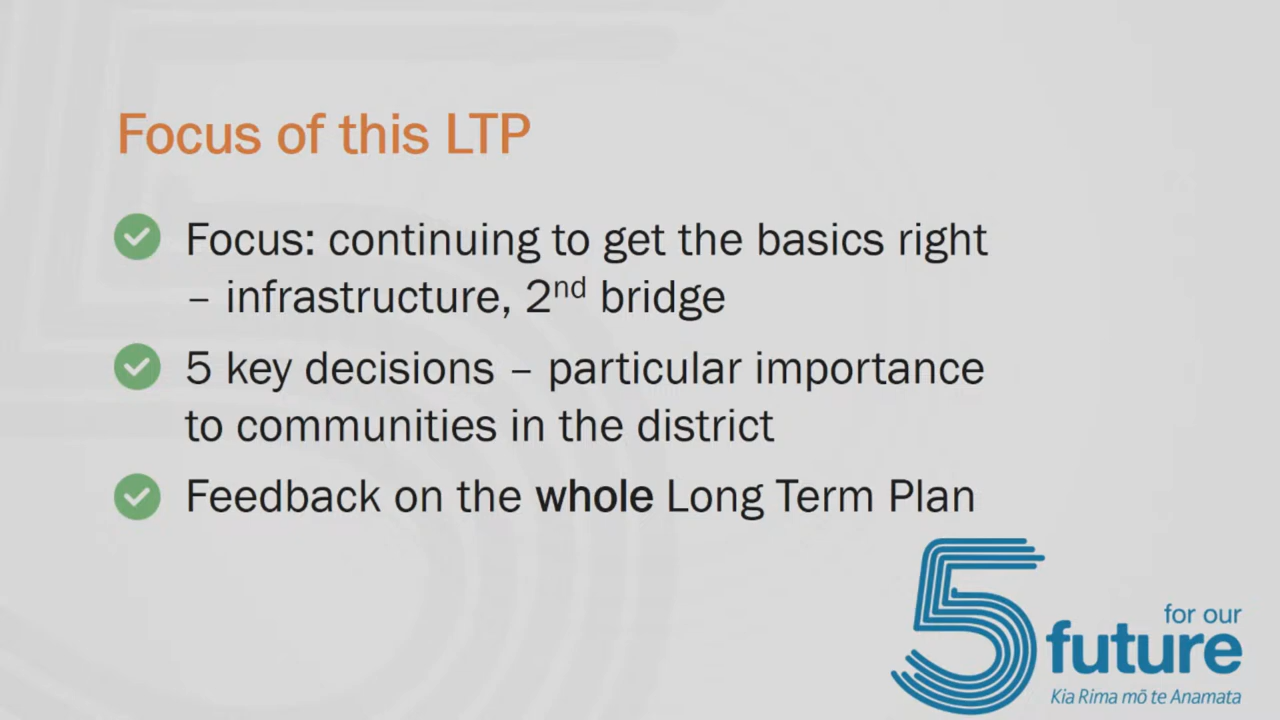 Focus of this LTP
Focus: continuing to get the basics right
– infrastructure, 2nd bridge
5 key decisions – particular importance
to communities in the district
Feedback on the whole Long Term Plan
5
for our
future
Kia Rima mō te Anamata